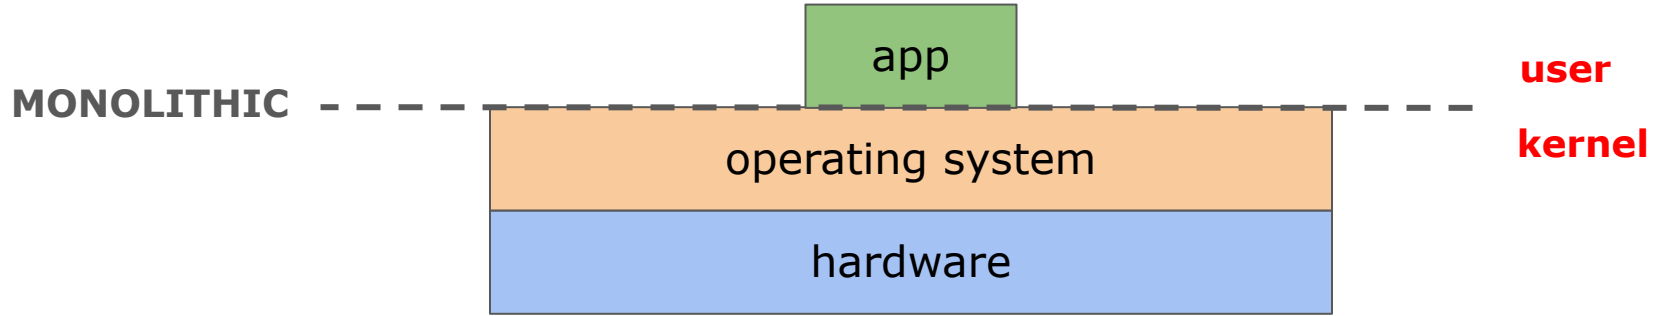 app
user
MONOLITHIC
kernel
operating system
hardware